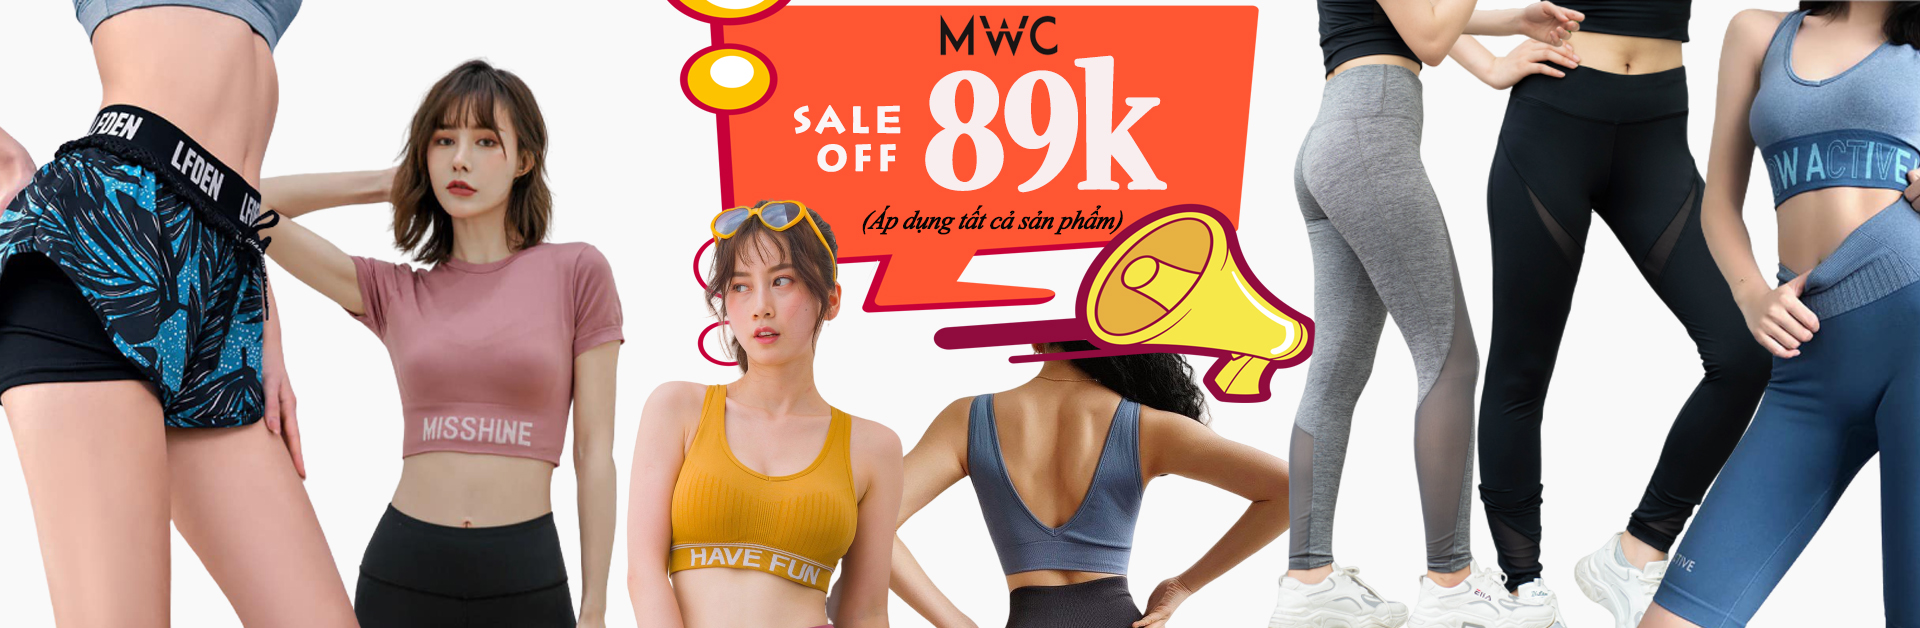 MWC
SALE
OFF
89k
(Áp dụng tất cả sản phẩm)
LFDEN
LFDEN
MISSHINE
HAVE FUN
ACTIVE